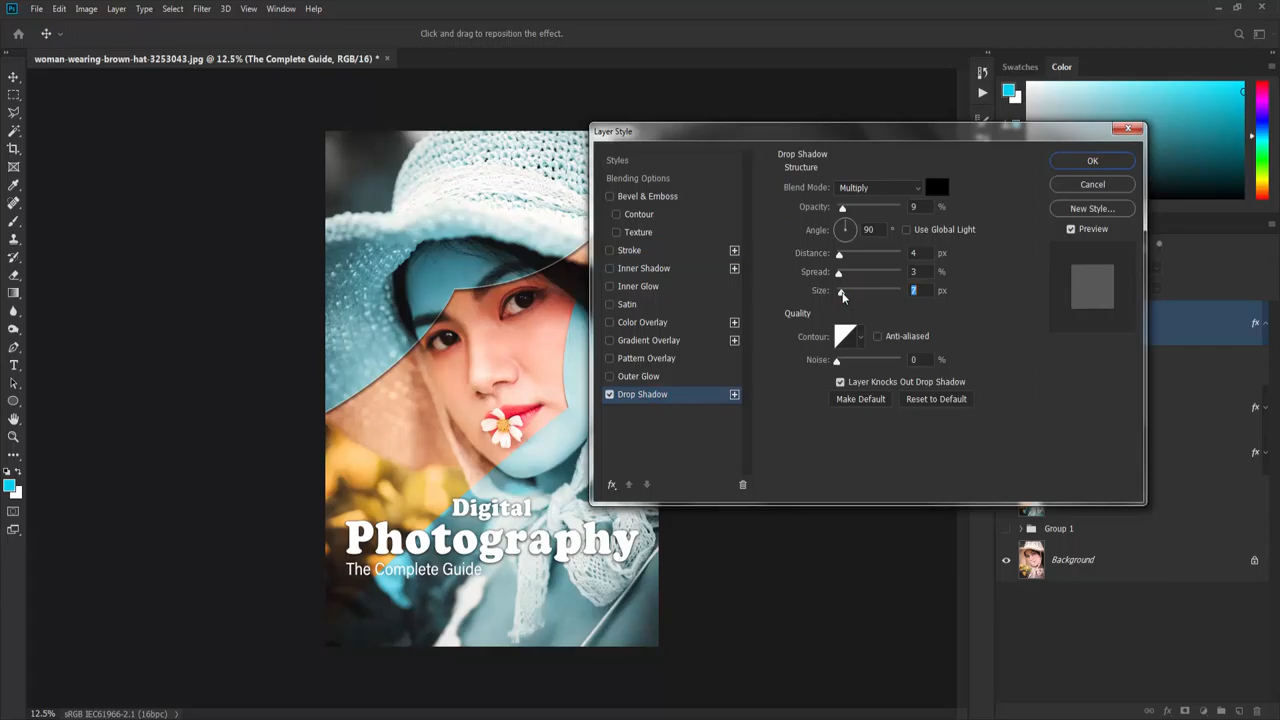 Ps File Edit Image Layer Type Select Filter 3D View Window Help
Click and drag to reposition the effect.
woman-wearing-brown-hat-3253043.jpg @ 12.5% (The Complete Guide, RGB/16) * ×
Swatches Color
Layer Style
Styles
Blending Options
Bevel & Emboss
Contour
Texture
Stroke
Inner Shadow
Inner Glow
Satin
Color Overlay
Gradient Overlay
Pattern Overlay
Outer Glow
Drop Shadow
fx
Drop Shadow
Structure
Blend Mode: Multiply
Opacity: 9 %
Angle: 90 ° Use Global Light
Distance: 4 px
Spread: 3 %
Size: 7 px
Quality
Contour: Anti-aliased
Noise: 0 %
Layer Knocks Out Drop Shadow
Make Default Reset to Default
OK
Cancel
New Style...
Preview
fx
fx
fx
Group 1
Background
Digital
Photography
The Complete Guide
12.5% sRGB IEC61966-2.1 (16bpc)
fx